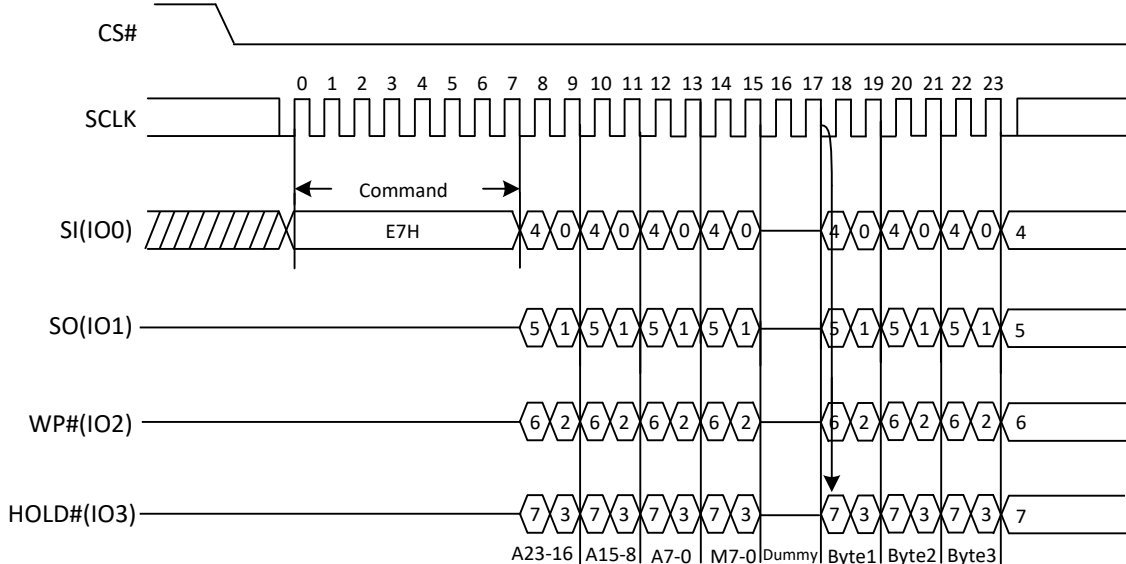 CS#
0 1 2 3 4 5 6 7 8 9 10 11 12 13 14 15 16 17 18 19 20 21 22 23
SCLK
Command
SI(IO0) E7H 4 0 4 0 4 0 4 0 4 0 4 0 4 0 4
SO(IO1) 5 1 5 1 5 1 5 1 5 1 5 1 5 1 5
WP#(IO2) 6 2 6 2 6 2 6 2 6 2 6 2 6 2 6
HOLD#(IO3) 7 3 7 3 7 3 7 3 7 3 7 3 7 3 7
A23-16 A15-8 A7-0 M7-0 Dummy Byte1 Byte2 Byte3